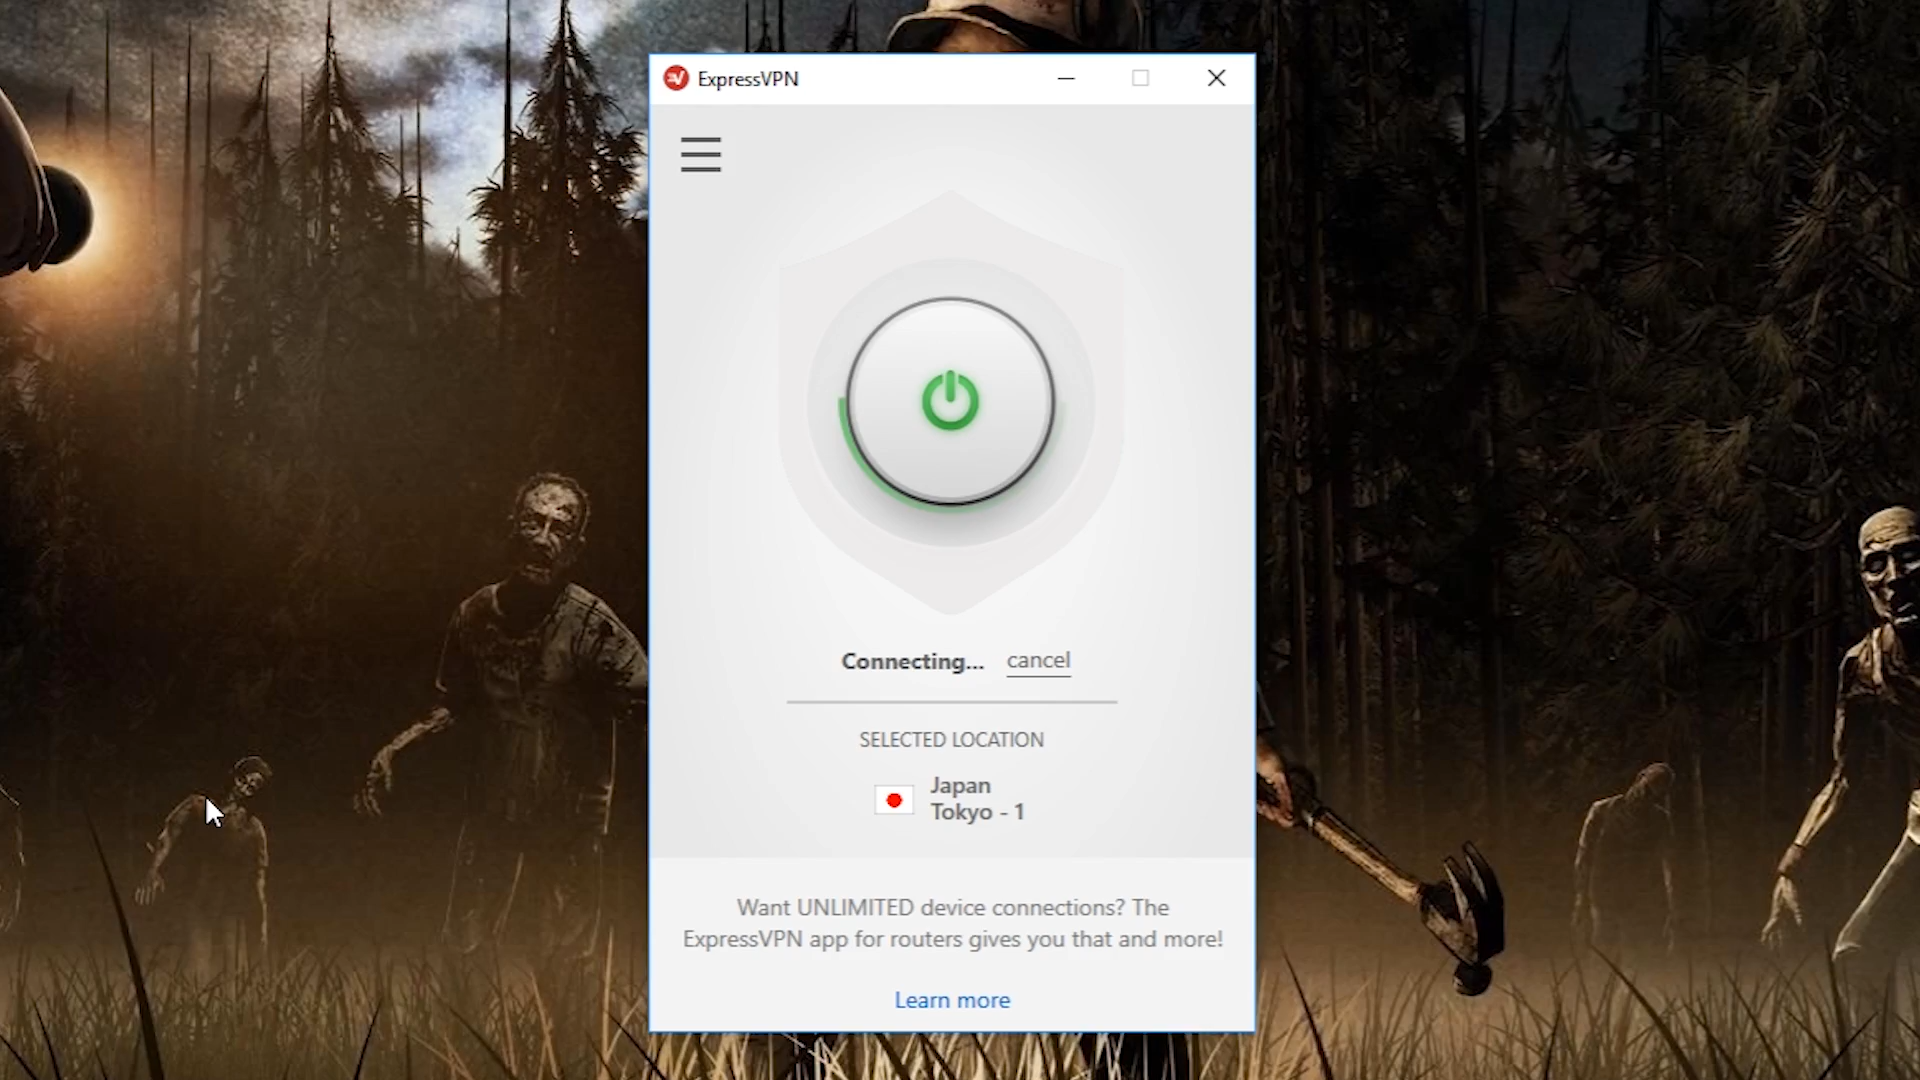 ExpressVPN
Connecting... cancel
SELECTED LOCATION
Japan
Tokyo - 1
Want UNLIMITED device connections? The
ExpressVPN app for routers gives you that and more!
Learn more